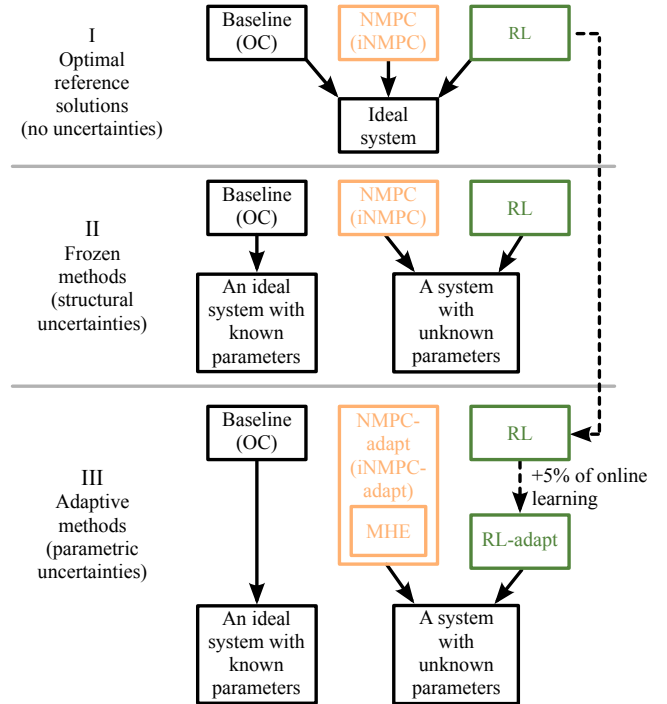 I
Optimal
reference
solutions
(no uncertainties)
Baseline
(OC)
NMPC
(iNMPC)
RL
Ideal
system
II
Frozen
methods
(structural
uncertainties)
Baseline
(OC)
NMPC
(iNMPC)
RL
An ideal
system with
known
parameters
A system
with
unknown
parameters
III
Adaptive
methods
(parametric
uncertainties)
Baseline
(OC)
NMPC-
adapt
(iNMPC-
adapt)
MHE
RL
+5% of online
learning
RL-adapt
An ideal
system with
known
parameters
A system
with
unknown
parameters